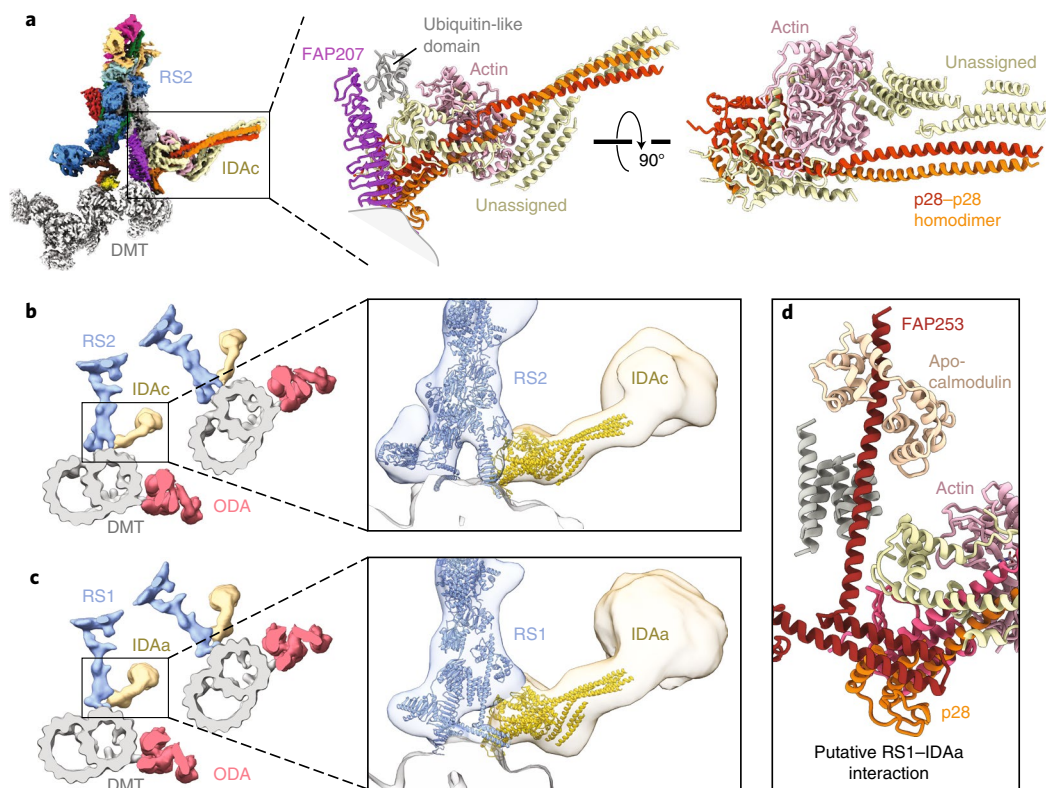 a
RS2
IDAc
DMT
FAP207
Ubiquitin-like
domain
Actin
Unassigned
90°
Actin
Unassigned
p28–p28
homodimer
b
RS2
IDAc
DMT
ODA
RS2
IDAc
c
RS1
IDAa
DMT
ODA
RS1
IDAa
d
FAP253
Apo-
calmodulin
Actin
p28
Putative RS1–IDAa
interaction